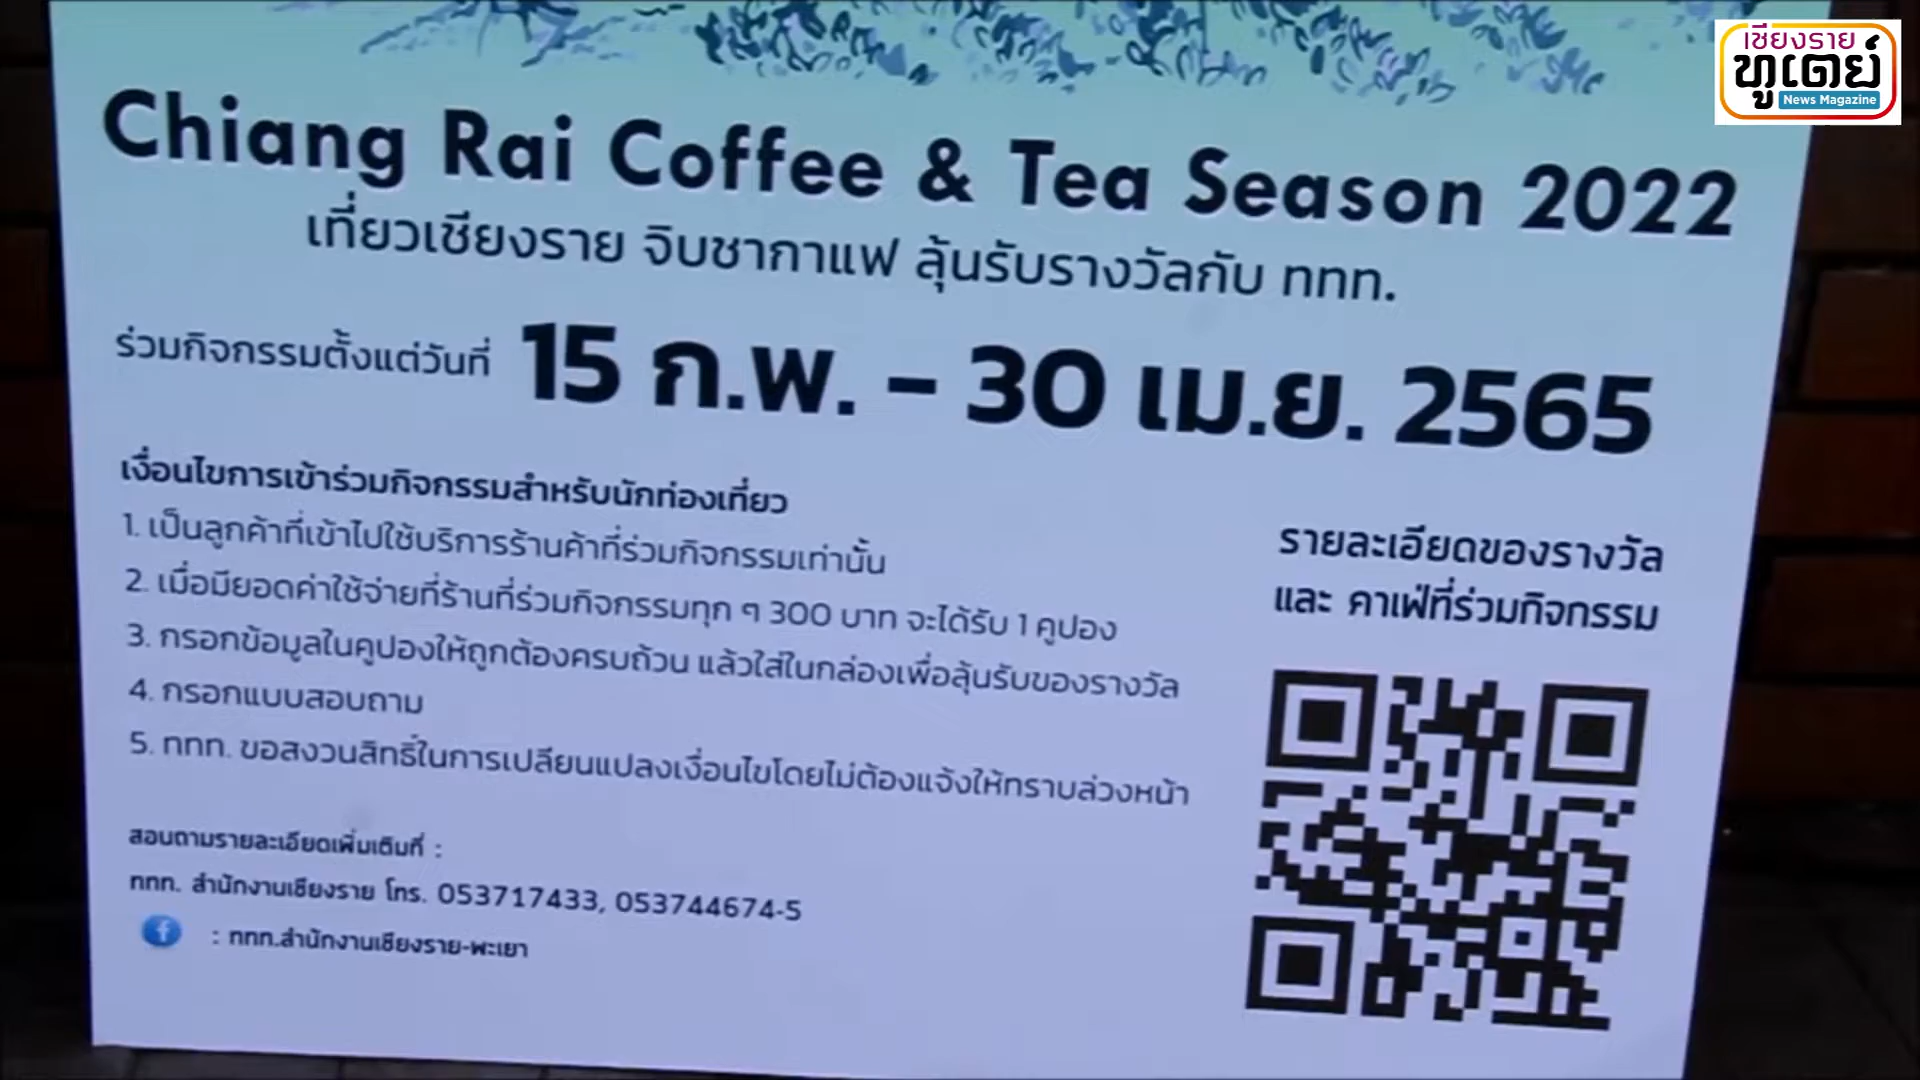 เชียงราย
ทูเดย์
News Magazine
Chiang Rai Coffee & Tea Season 2022
เที่ยวเชียงราย จิบชากาแฟ ลุ้นรับรางวัลกับ ททท.
ร่วมกิจกรรมตั้งแต่วันที่ 15 ก.พ. – 30 เม.ย. 2565
เงื่อนไขการเข้าร่วมกิจกรรมสำหรับนักท่องเที่ยว
1. เป็นลูกค้าที่เข้าไปใช้บริการร้านค้าที่ร่วมกิจกรรมเท่านั้น
2. เมื่อมียอดค่าใช้จ่ายที่ร้านที่ร่วมกิจกรรมทุก ๆ 300 บาท จะได้รับ 1 คูปอง
3. กรอกข้อมูลในคูปองให้ถูกต้องครบถ้วน แล้วใส่ในกล่องเพื่อลุ้นรับของรางวัล
4. กรอกแบบสอบถาม
5. ททท. ขอสงวนสิทธิ์ในการเปลี่ยนแปลงเงื่อนไขโดยไม่ต้องแจ้งให้ทราบล่วงหน้า
รายละเอียดของรางวัล
และ คาเฟ่ที่ร่วมกิจกรรม
สอบถามรายละเอียดเพิ่มเติมที่ :
ททท. สำนักงานเชียงราย โทร. 053717433, 053744674-5
: ททท.สำนักงานเชียงราย-พะเยา